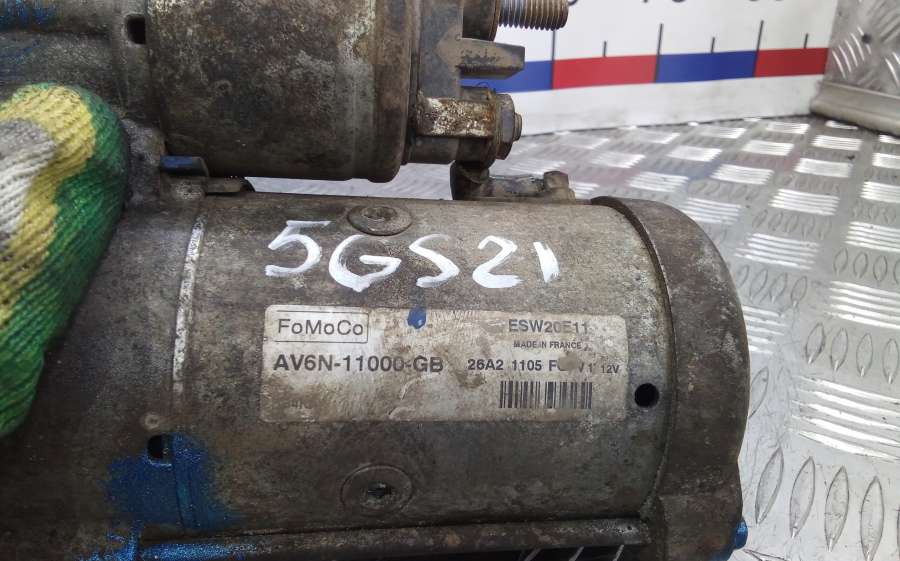 5GS21
FoMoCo
ESW20E11
MADE IN FRANCE
AV6N-11000-GB
26A2 1105 12V